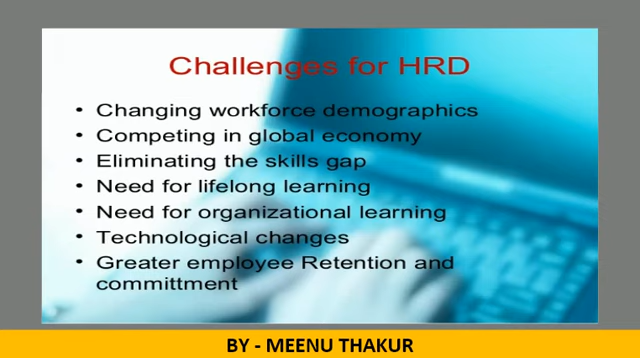 Challenges for HRD
• Changing workforce demographics
• Competing in global economy
• Eliminating the skills gap
• Need for lifelong learning
• Need for organizational learning
• Technological changes
• Greater employee Retention and
committment
BY - MEENU THAKUR